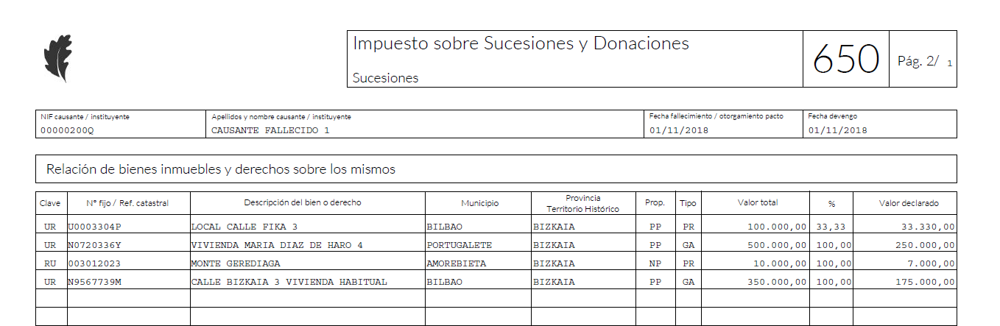 Impuesto sobre Sucesiones y Donaciones
Sucesiones
650
Pág. 2/ 1
NIF causante / instituyente Apellidos y nombre causante / instituyente Fecha fallecimiento / otorgamiento pacto Fecha devengo
00000200Q CAUSANTE FALLECIDO 1 01/11/2018 01/11/2018
Relación de bienes inmuebles y derechos sobre los mismos
Clave Nº fijo / Ref. catastral Descripción del bien o derecho Municipio Provincia Territorio Histórico Prop. Tipo Valor total % Valor declarado
UR U0003304P LOCAL CALLE FIKA 3 BILBAO BIZKAIA PP PR 100.000,00 33,33 33.330,00
UR N0720336Y VIVIENDA MARIA DIAZ DE HARO 4 PORTUGALETE BIZKAIA PP GA 500.000,00 100,00 250.000,00
RU 003012023 MONTE GEREDIAGA AMOREBIETA BIZKAIA NP PR 10.000,00 100,00 7.000,00
UR N9567739M CALLE BIZKAIA 3 VIVIENDA HABITUAL BILBAO BIZKAIA PP GA 350.000,00 100,00 175.000,00